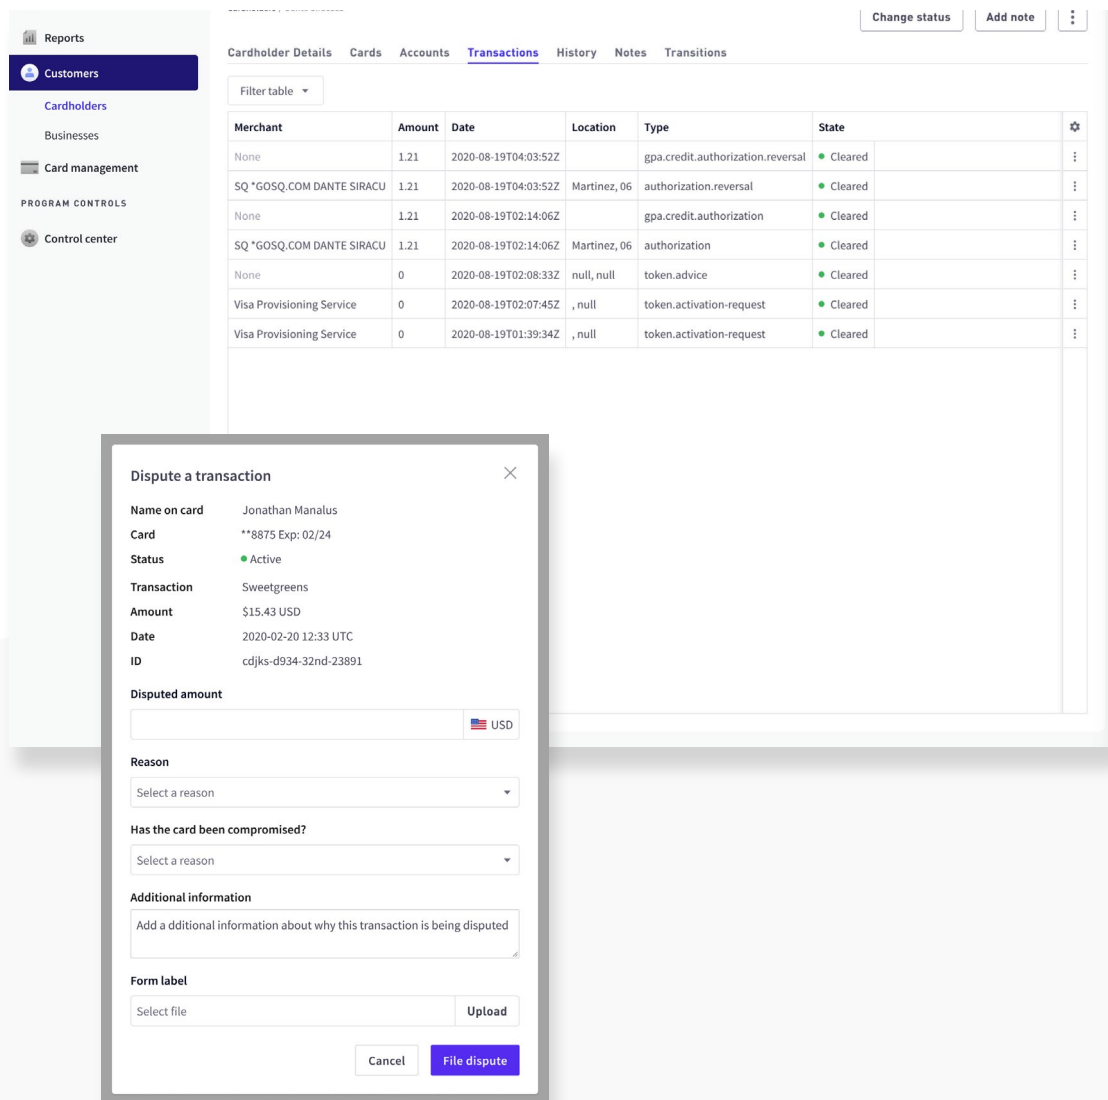 Change status Add note
Reports
Customers
Cardholders
Businesses
Card management
PROGRAM CONTROLS
Control center
Cardholder Details Cards Accounts Transactions History Notes Transitions
Filter table
Merchant Amount Date Location Type State
None 1.21 2020-08-19T04:03:52Z gpa.credit.authorization.reversal Cleared
SQ *GOSQ.COM DANTE SIRACU 1.21 2020-08-19T04:03:52Z Martinez, 06 authorization.reversal Cleared
None 1.21 2020-08-19T02:14:06Z gpa.credit.authorization Cleared
SQ *GOSQ.COM DANTE SIRACU 1.21 2020-08-19T02:14:06Z Martinez, 06 authorization Cleared
None 0 2020-08-19T02:08:33Z null, null token.advice Cleared
Visa Provisioning Service 0 2020-08-19T02:07:45Z , null token.activation-request Cleared
Visa Provisioning Service 0 2020-08-19T01:39:34Z , null token.activation-request Cleared
Dispute a transaction
Name on card Jonathan Manalus
Card **8875 Exp: 02/24
Status Active
Transaction Sweetgreens
Amount $15.43 USD
Date 2020-02-20 12:33 UTC
ID cdjks-d934-32nd-23891
Disputed amount
USD
Reason
Select a reason
Has the card been compromised?
Select a reason
Additional information
Add a dditional information about why this transaction is being disputed
Form label
Select file Upload
Cancel File dispute